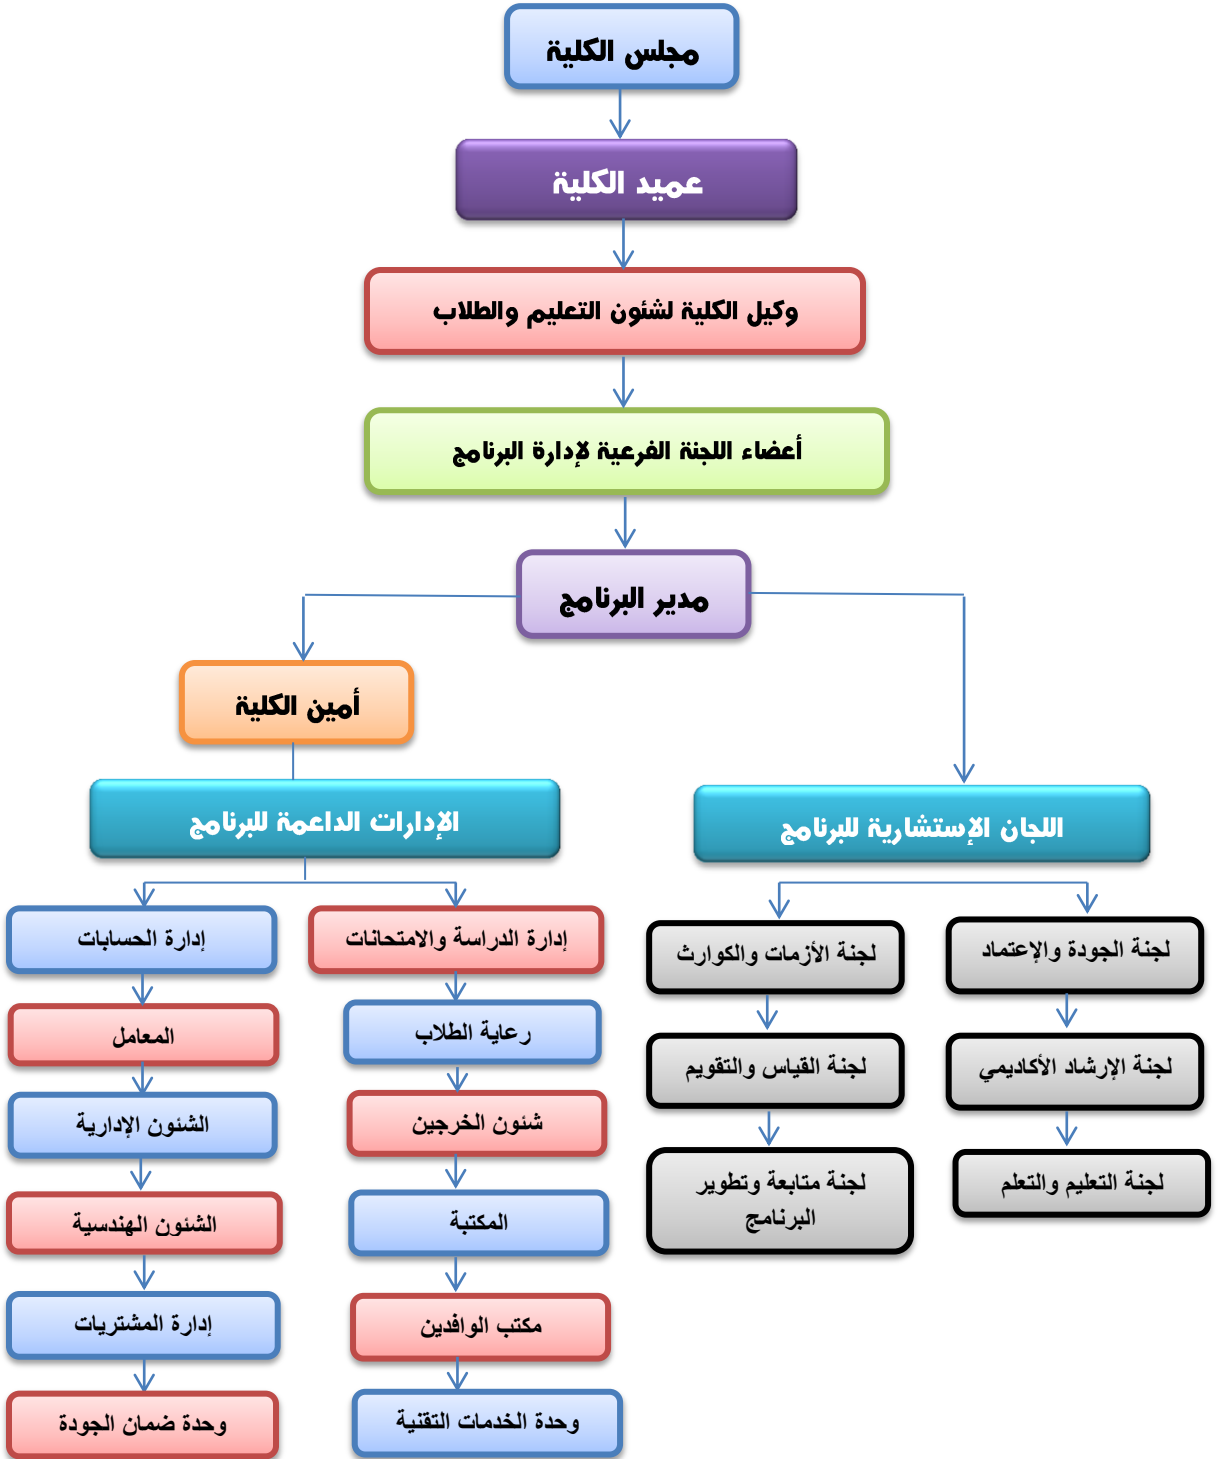 مجلس الكلية
عميد الكلية
وكيل الكلية لشئون التعليم والطلاب
أعضاء اللجنة الفرعية لإدارة البرنامج
مدير البرنامج
أمين الكلية
اللجان الإستشارية للبرنامج
لجنة الجودة والإعتماد
لجنة الإرشاد الأكاديمي
لجنة التعليم والتعلم
لجنة الأزمات والكوارث
لجنة القياس والتقويم
لجنة متابعة وتطوير
البرنامج
الإدارات الداعمة للبرنامج
إدارة الدراسة والامتحانات
رعاية الطلاب
شئون الخرجين
المكتبة
مكتب الوافدين
وحدة الخدمات التقنية
إدارة الحسابات
المعامل
الشئون الإدارية
الشئون الهندسية
إدارة المشتريات
وحدة ضمان الجودة